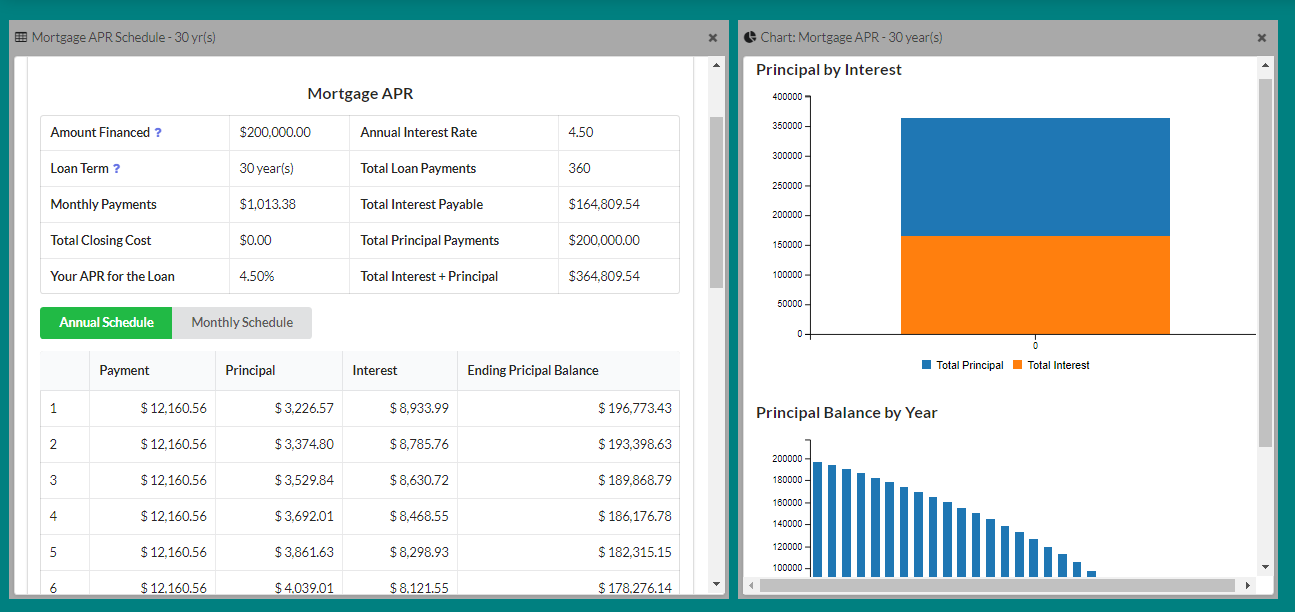 Mortgage APR Schedule - 30 yr(s)
Mortgage APR
Amount Financed ? $200,000.00 Annual Interest Rate 4.50
Loan Term ? 30 year(s) Total Loan Payments 360
Monthly Payments $1,013.38 Total Interest Payable $164,809.54
Total Closing Cost $0.00 Total Principal Payments $200,000.00
Your APR for the Loan 4.50% Total Interest + Principal $364,809.54
Annual Schedule Monthly Schedule
Payment Principal Interest Ending Pricipal Balance
1 $ 12,160.56 $ 3,226.57 $ 8,933.99 $ 196,773.43
2 $ 12,160.56 $ 3,374.80 $ 8,785.76 $ 193,398.63
3 $ 12,160.56 $ 3,529.84 $ 8,630.72 $ 189,868.79
4 $ 12,160.56 $ 3,692.01 $ 8,468.55 $ 186,176.78
5 $ 12,160.56 $ 3,861.63 $ 8,298.93 $ 182,315.15
6 $ 12,160.56 $ 4,039.01 $ 8,121.55 $ 178,276.14
Chart: Mortgage APR - 30 year(s)
Principal by Interest
400000
350000
300000
250000
200000
150000
100000
50000
0
0
Total Principal Total Interest
Principal Balance by Year
200000
180000
160000
140000
120000
100000